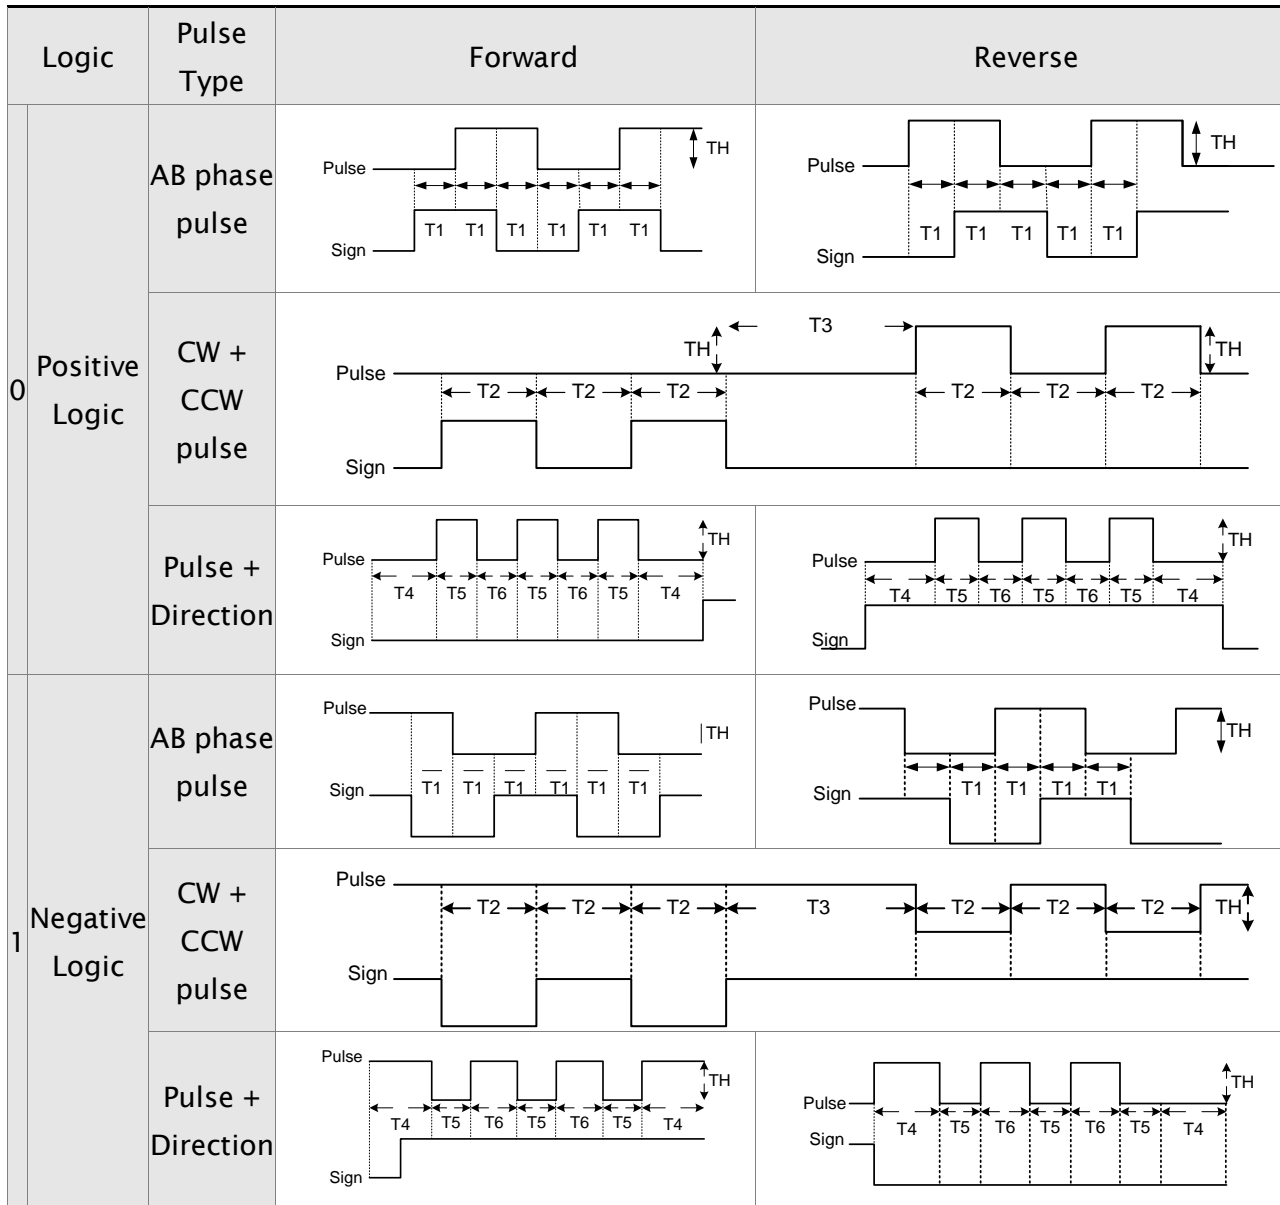 Logic
Pulse
Type
Forward
Reverse
0
Positive
Logic
AB phase
pulse
Pulse
TH
T1 T1 T1 T1 T1 T1
Sign
Pulse
TH
T1 T1 T1 T1 T1
Sign
CW +
CCW
pulse
T3
TH
TH
Pulse
T2 T2 T2 T2 T2 T2
Sign
Pulse +
Direction
Pulse
TH
T4 T5 T6 T5 T6 T5 T4
Sign
Pulse
TH
T4 T5 T6 T5 T6 T5 T4
Sign
1
Negative
Logic
AB phase
pulse
Pulse
TH
T1 T1 T1 T1 T1 T1
Sign
Pulse
TH
T1 T1 T1 T1
Sign
CW +
CCW
pulse
Pulse
T2 T2 T2 T3 T2 T2 T2 TH
Sign
Pulse +
Direction
Pulse
TH
T4 T5 T6 T5 T6 T5 T4
Sign
TH
Pulse
T4 T5 T6 T5 T6 T5 T4
Sign